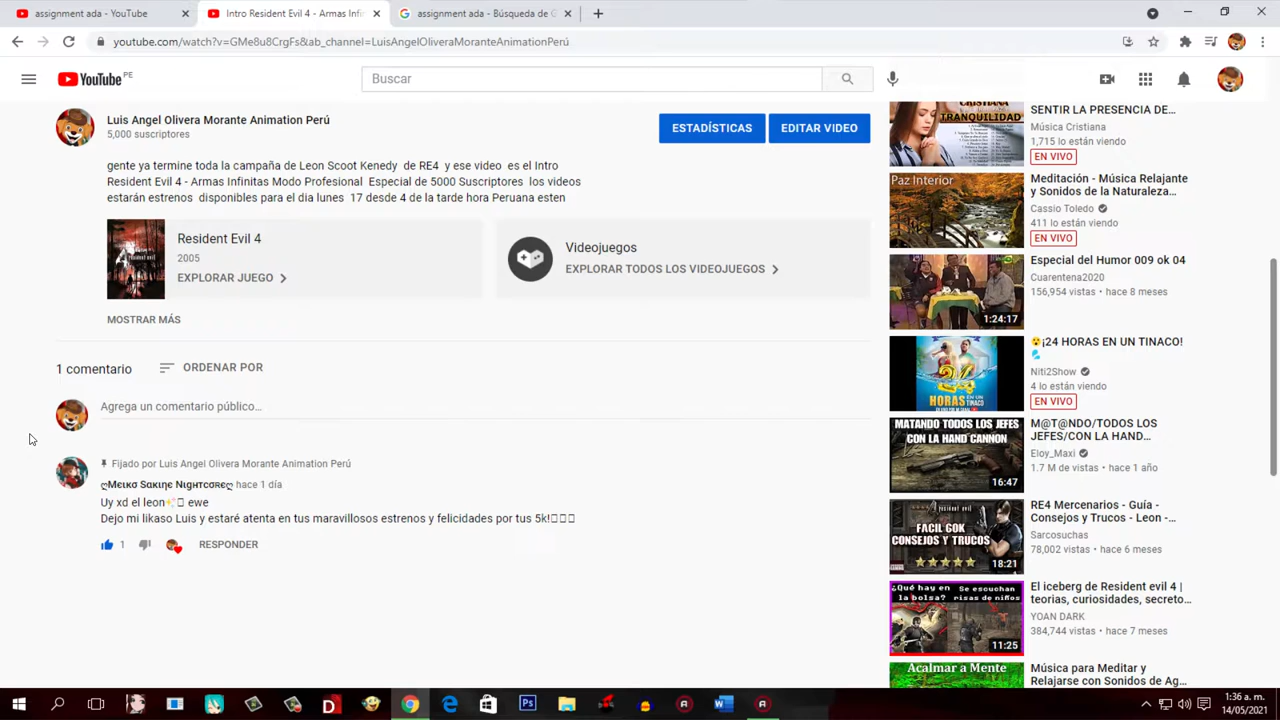 assignment ada - YouTube
Intro Resident Evil 4 - Armas Infi
assignment ada - Búsqueda de G
youtube.com/watch?v=GMe8u8CrgFs&ab_channel=LuisAngelOliveraMoranteAnimationPerú
YouTube PE
Buscar
Luis Angel Olivera Morante Animation Perú
5,000 suscriptores
ESTADÍSTICAS
EDITAR VIDEO
gente ya termine toda la campaña de leon Scoot Kenedy de RE4 y ese video es el Intro
Resident Evil 4 - Armas Infinitas Modo Profesional Especial de 5000 Suscriptores los videos
estarán estrenos disponibles para el dia lunes 17 desde 4 de la tarde hora Peruana esten
Resident Evil 4
2005
EXPLORAR JUEGO
Videojuegos
EXPLORAR TODOS LOS VIDEOJUEGOS
MOSTRAR MÁS
1 comentario
ORDENAR POR
Agrega un comentario público...
Fijado por Luis Angel Olivera Morante Animation Perú
ღMєικσ Sακιηє Nιgнтcσrєღ hace 1 día
Uy xd el leon✨ ewe
Dejo mi likaso Luis y estaré atenta en tus maravillosos estrenos y felicidades por tus 5k!
1
RESPONDER
CRISTIANA
TRANQUILIDAD
SENTIR LA PRESENCIA DE...
Música Cristiana
1,715 lo están viendo
EN VIVO
Paz Interior
Meditación - Música Relajante
y Sonidos de la Naturaleza...
Cassio Toledo
411 lo están viendo
EN VIVO
1:24:17
Especial del Humor 009 ok 04
Cuarentena2020
156,954 vistas • hace 8 meses
24
HORAS EN UN
TINACO
😮¡24 HORAS EN UN TINACO!
💦
Niti2Show
4 lo están viendo
EN VIVO
MATANDO TODOS LOS JEFES
CON LA HAND CANNON
16:47
M@T@NDO/TODOS LOS
JEFES/CON LA HAND...
Eloy_Maxi
1.7 M de vistas • hace 1 año
FACIL 60K
CONSEJOS Y TRUCOS
18:21
RE4 Mercenarios - Guía -
Consejos y Trucos - Leon -...
Sarcosuchas
78,002 vistas • hace 6 meses
¿Qué hay en
la bolsa?
Se escuchan
risas de niños
11:25
El iceberg de Resident evil 4 |
teorias, curiosidades, secreto...
YOAN DARK
384,744 vistas • hace 7 meses
Acalmar a Mente
Música para Meditar y
Relajarse con Sonidos de Ag...
1:36 a. m.
14/05/2021